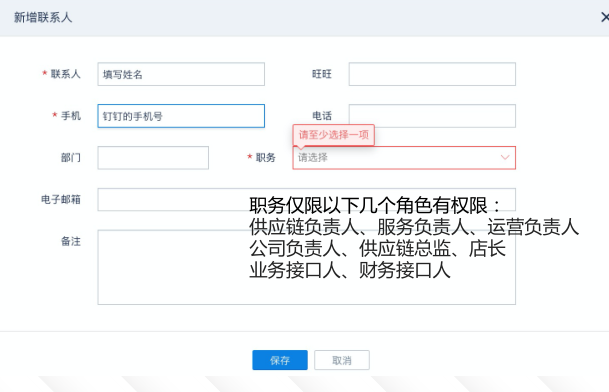 新增联系人
* 联系人 填写姓名 旺旺
* 手机 钉钉的手机号 电话
请至少选择一项
部门 * 职务 请选择
电子邮箱
职务仅限以下几个角色有权限：
供应链负责人、服务负责人、运营负责人
备注
公司负责人、供应链总监、店长
业务接口人、财务接口人
保存 取消